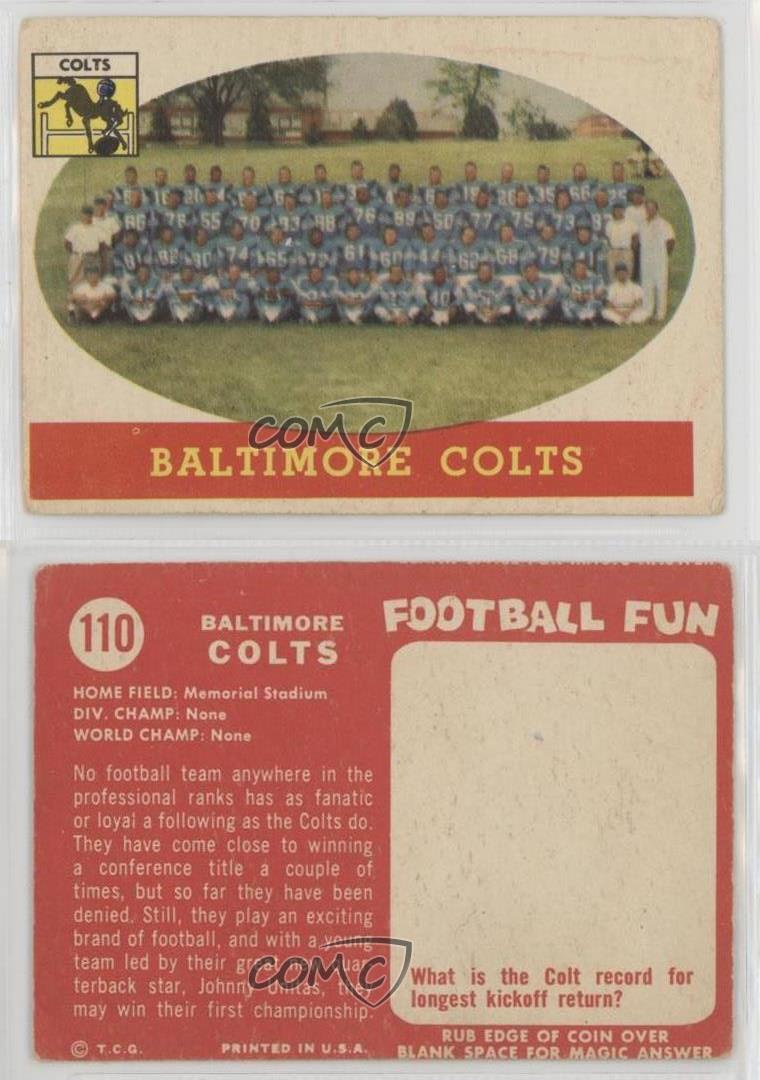 COLTS
COMC
BALTIMORE COLTS
110
BALTIMORE
COLTS
HOME FIELD: Memorial Stadium
DIV. CHAMP: None
WORLD CHAMP: None
No football team anywhere in the
professional ranks has as fanatic
or loyal a following as the Colts do.
They have come close to winning
a conference title a couple of
times, but so far they have been
denied. Still, they play an exciting
brand of football, and with a young
team led by their great
terback star, Johnny Unitas, they
may win their first championship.
COMC
© T.C.G.
PRINTED IN U.S.A.
FOOTBALL FUN
What is the Colt record for
longest kickoff return?
RUB EDGE OF COIN OVER
BLANK SPACE FOR MAGIC ANSWER